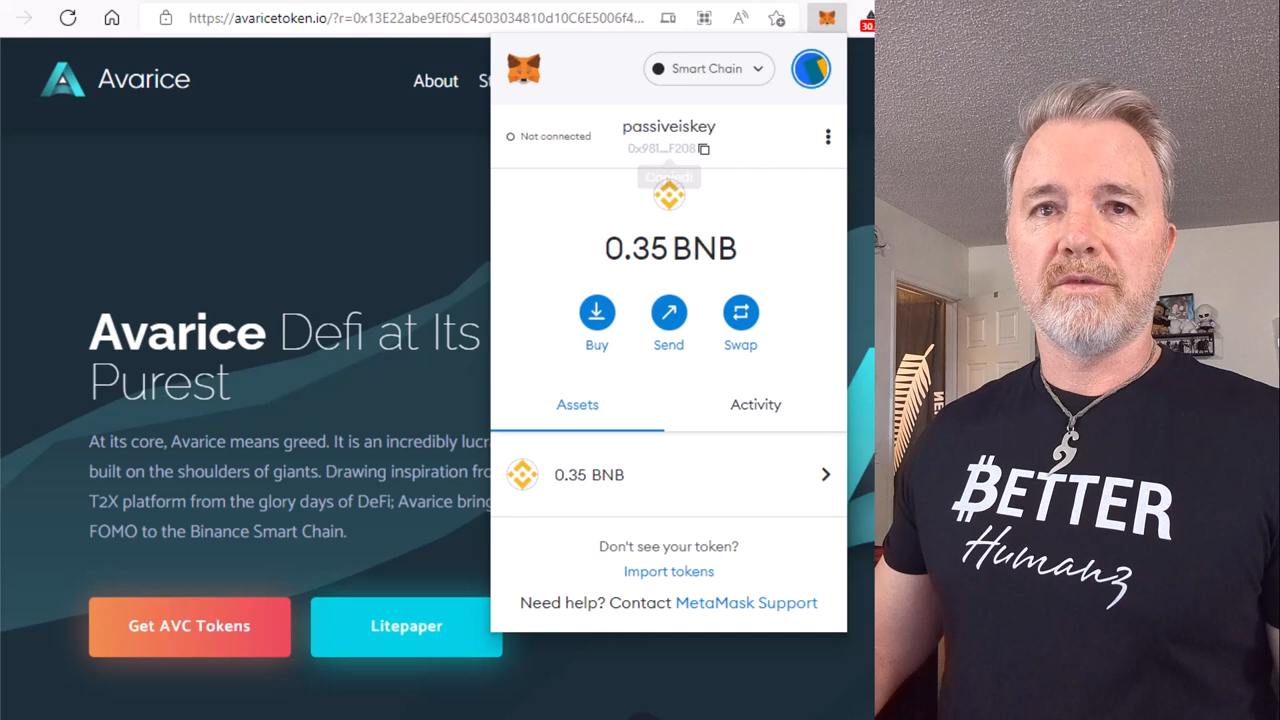 https://avaricetoken.io/?r=0x13E22abe9Ef05C4503034810d10C6E5006f4...
30
Avarice
About
St
Smart Chain
Not connected
passiveiskey
0x981...F208
Copied!
0.35 BNB
Buy
Send
Swap
Assets
Activity
0.35 BNB
Don't see your token?
Import tokens
Need help? Contact MetaMask Support
Avarice Defi at Its
Purest
At its core, Avarice means greed. It is an incredibly lucr
built on the shoulders of giants. Drawing inspiration fro
T2X platform from the glory days of DeFi; Avarice bring
FOMO to the Binance Smart Chain.
Get AVC Tokens
Litepaper
BETTER
Humanz